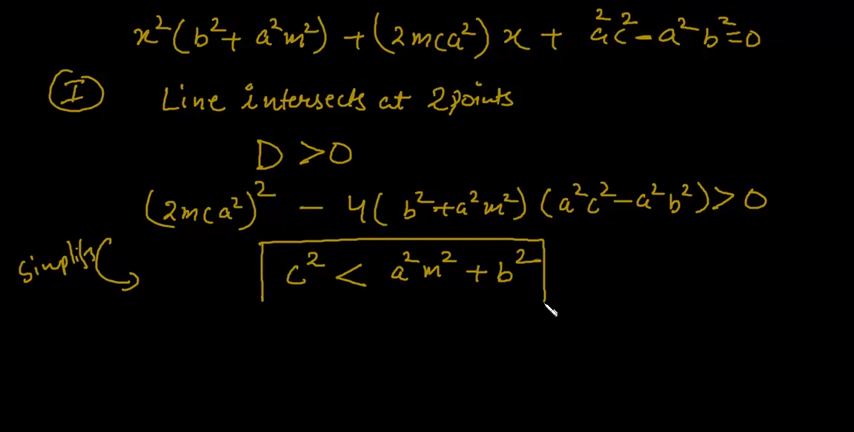 x²(b²+ a²m²) + (2mca²) x + a²c² - a²b² = 0
I Line intersects at 2 points
D > 0
(2mca²)² - 4(b²+a²m²)(a²c²-a²b²) > 0
Simplify c² < a²m² + b²